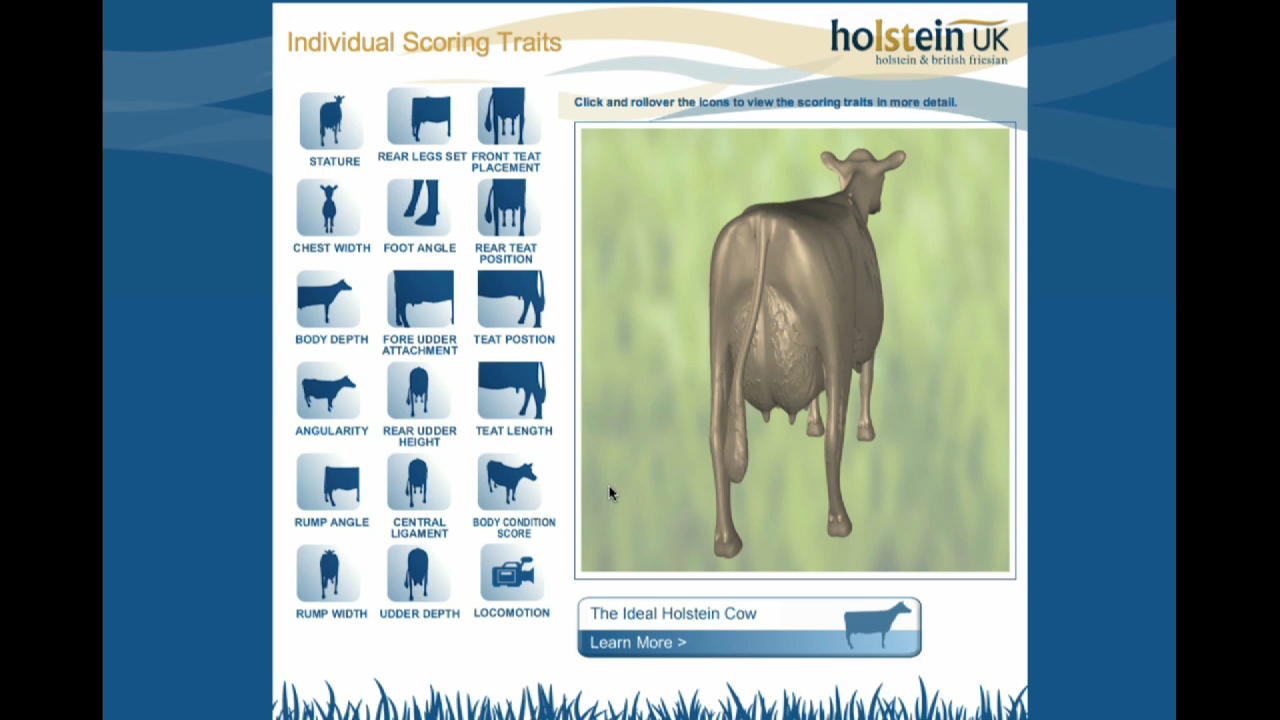 Individual Scoring Traits
holstein UK
holstein & british friesian
Click and rollover the icons to view the scoring traits in more detail.
STATURE
REAR LEGS SET
FRONT TEAT
PLACEMENT
CHEST WIDTH
FOOT ANGLE
REAR TEAT
POSITION
BODY DEPTH
FORE UDDER
ATTACHMENT
TEAT POSTION
ANGULARITY
REAR UDDER
HEIGHT
TEAT LENGTH
RUMP ANGLE
CENTRAL
LIGAMENT
BODY CONDITION
SCORE
RUMP WIDTH
UDDER DEPTH
LOCOMOTION
The Ideal Holstein Cow
Learn More >